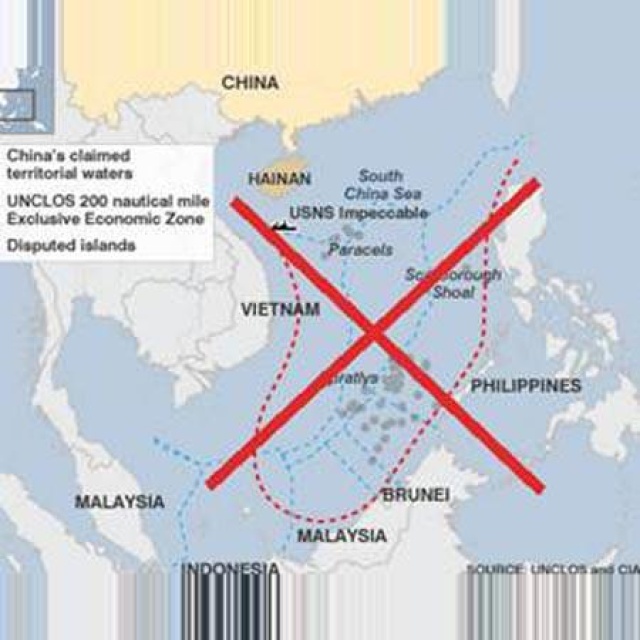 CHINA
China's claimed
territorial waters
UNCLOS 200 nautical mile
Exclusive Economic Zone
Disputed islands
HAINAN
South
China Sea
USNS Impeccable
Paracels
Scarborough
Shoal
VIETNAM
Spratlys
PHILIPPINES
MALAYSIA
BRUNEI
MALAYSIA
INDONESIA
SOURCE: UNCLOS and CIA